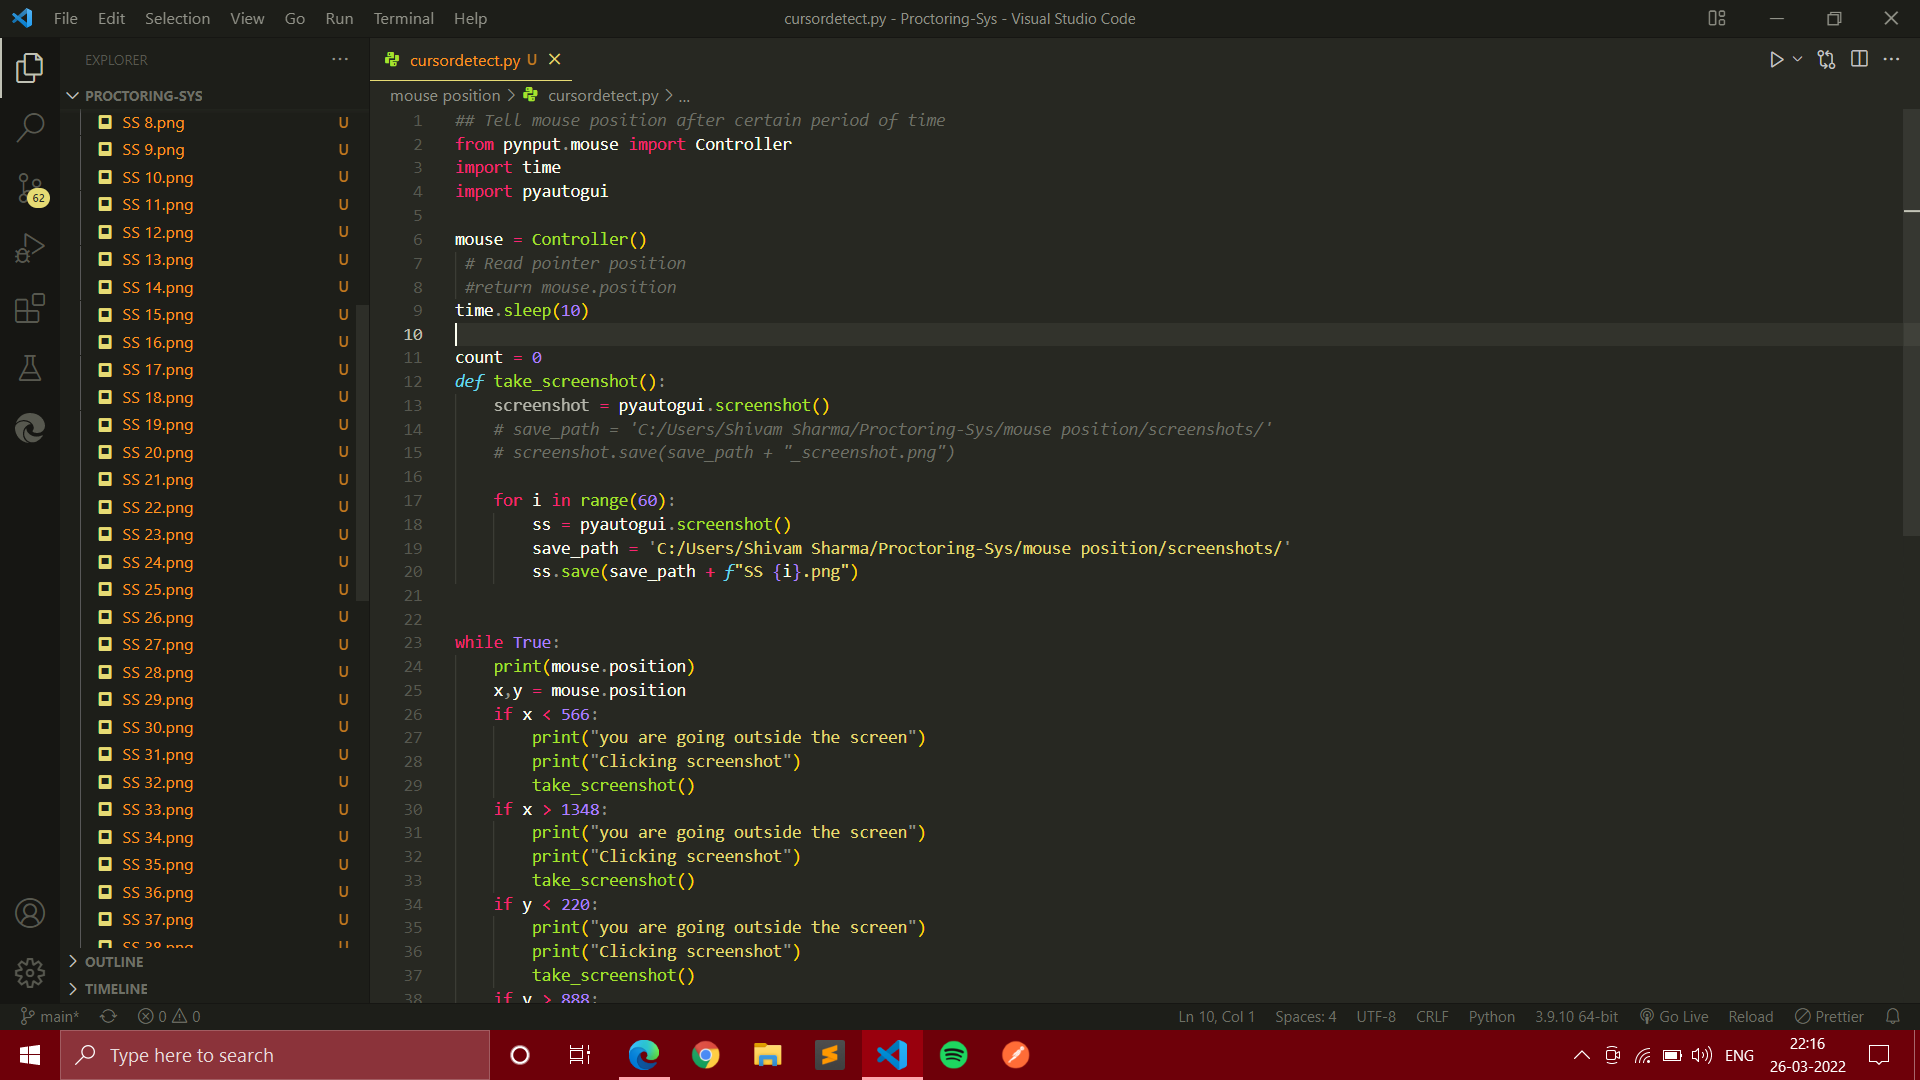 File Edit Selection View Go Run Terminal Help
cursordetect.py - Proctoring-Sys - Visual Studio Code
EXPLORER
PROCTORING-SYS
SS 8.png U
SS 9.png U
SS 10.png U
SS 11.png U
SS 12.png U
SS 13.png U
SS 14.png U
SS 15.png U
SS 16.png U
SS 17.png U
SS 18.png U
SS 19.png U
SS 20.png U
SS 21.png U
SS 22.png U
SS 23.png U
SS 24.png U
SS 25.png U
SS 26.png U
SS 27.png U
SS 28.png U
SS 29.png U
SS 30.png U
SS 31.png U
SS 32.png U
SS 33.png U
SS 34.png U
SS 35.png U
SS 36.png U
SS 37.png U
SS 38.png U
OUTLINE
TIMELINE
62
cursordetect.py U
mouse position > cursordetect.py > ...
1 ## Tell mouse position after certain period of time
2 from pynput.mouse import Controller
3 import time
4 import pyautogui
5
6 mouse = Controller()
7 # Read pointer position
8 #return mouse.position
9 time.sleep(10)
10
11 count = 0
12 def take_screenshot():
13 screenshot = pyautogui.screenshot()
14 # save_path = 'C:/Users/Shivam Sharma/Proctoring-Sys/mouse position/screenshots/'
15 # screenshot.save(save_path + "_screenshot.png")
16
17 for i in range(60):
18 ss = pyautogui.screenshot()
19 save_path = 'C:/Users/Shivam Sharma/Proctoring-Sys/mouse position/screenshots/'
20 ss.save(save_path + f"SS {i}.png")
21
22
23 while True:
24 print(mouse.position)
25 x,y = mouse.position
26 if x < 566:
27 print("you are going outside the screen")
28 print("Clicking screenshot")
29 take_screenshot()
30 if x > 1348:
31 print("you are going outside the screen")
32 print("Clicking screenshot")
33 take_screenshot()
34 if y < 220:
35 print("you are going outside the screen")
36 print("Clicking screenshot")
37 take_screenshot()
38 if y > 888:
main* 0 0 Ln 10, Col 1 Spaces: 4 UTF-8 CRLF Python 3.9.10 64-bit Go Live Reload Prettier
Type here to search
ENG
22:16
26-03-2022